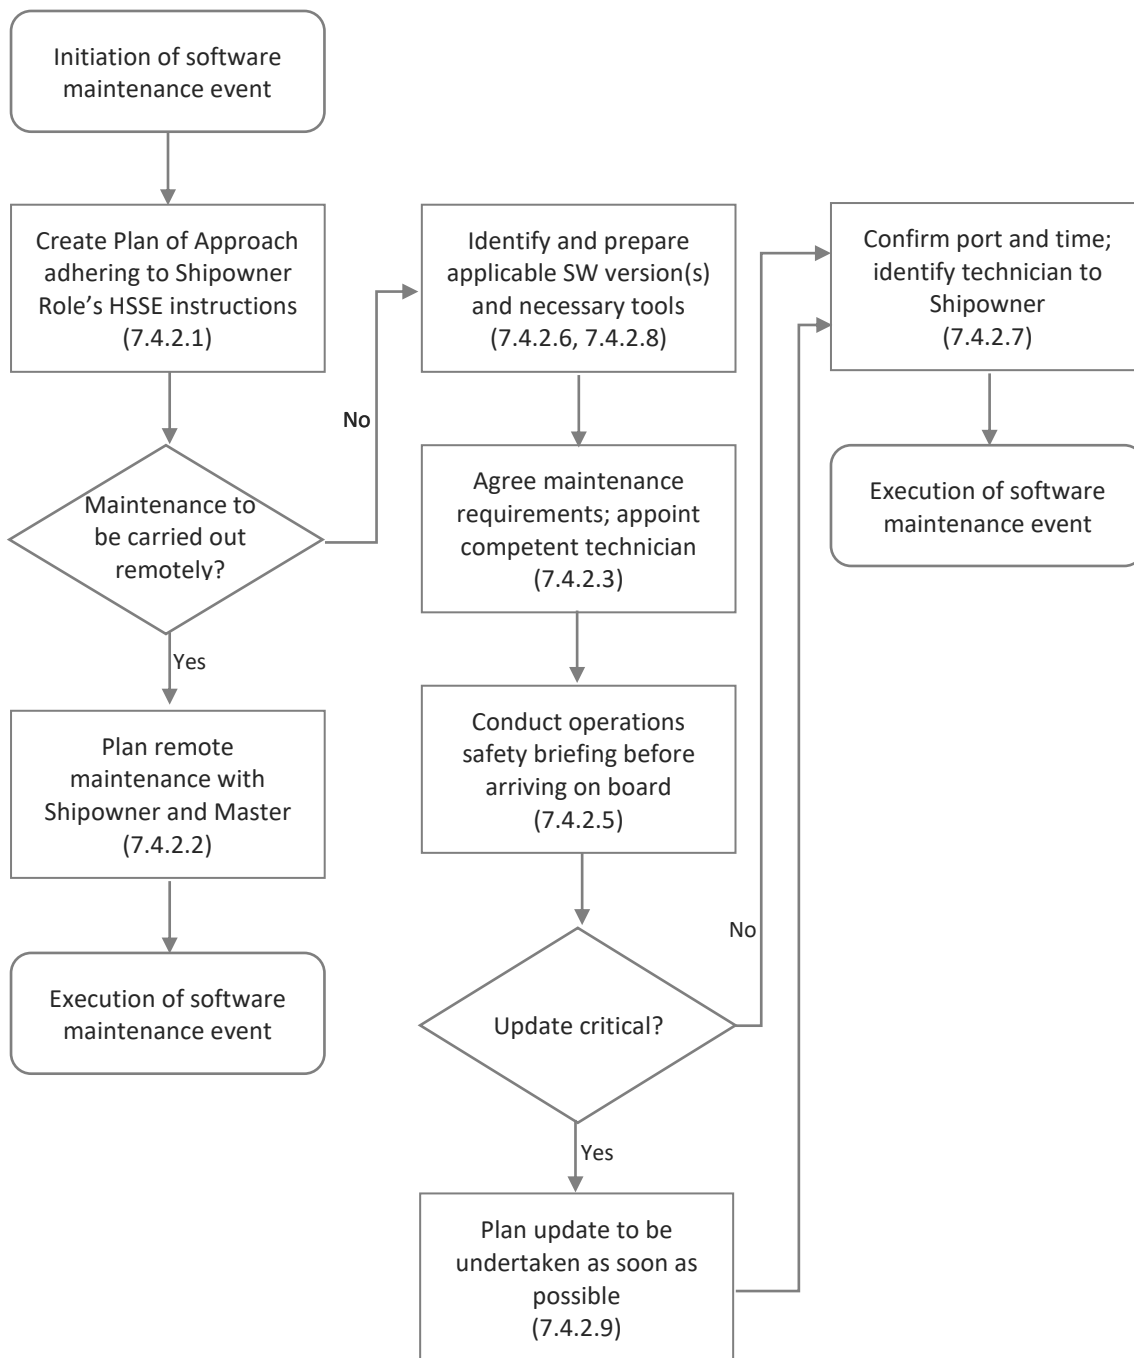 Initiation of software
maintenance event
Create Plan of Approach
adhering to Shipowner
Role's HSSE instructions
(7.4.2.1)
Maintenance to
be carried out
remotely?
Yes
No
Plan remote
maintenance with
Shipowner and Master
(7.4.2.2)
Execution of software
maintenance event
Identify and prepare
applicable SW version(s)
and necessary tools
(7.4.2.6, 7.4.2.8)
Agree maintenance
requirements; appoint
competent technician
(7.4.2.3)
Conduct operations
safety briefing before
arriving on board
(7.4.2.5)
Update critical?
No
Yes
Plan update to be
undertaken as soon as
possible
(7.4.2.9)
Confirm port and time;
identify technician to
Shipowner
(7.4.2.7)
Execution of software
maintenance event